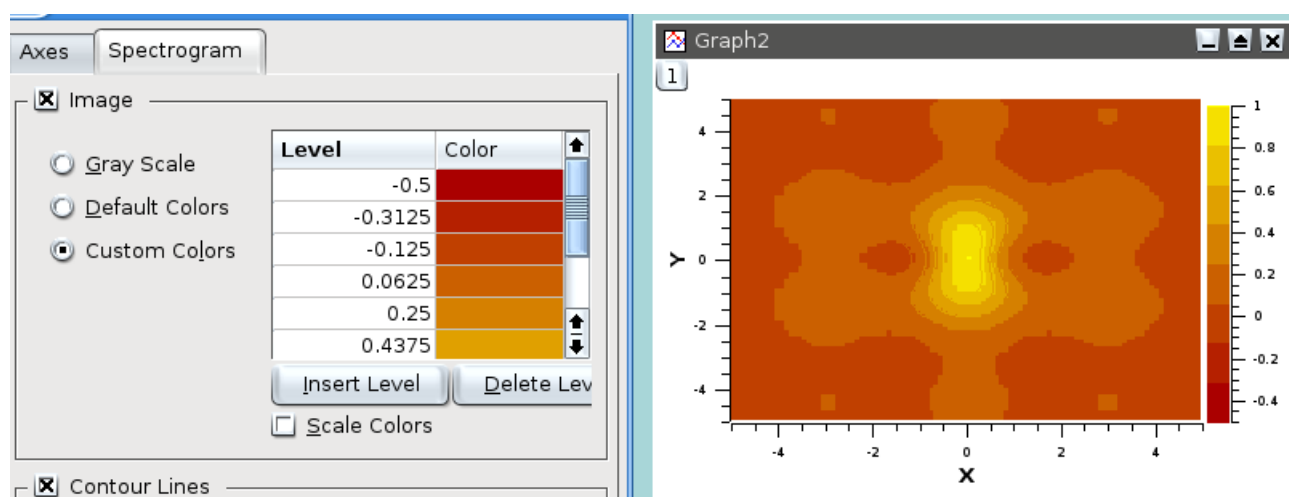 Axes
Spectrogram
Image
Gray Scale
Default Colors
Custom Colors
Level Color
-0.5
-0.3125
-0.125
0.0625
0.25
0.4375
Insert Level
Delete Lev
Scale Colors
Contour Lines
Graph2
1
Y
4
2
0
-2
-4
-4 -2 0 2 4
X
1
0.8
0.6
0.4
0.2
0
-0.2
-0.4